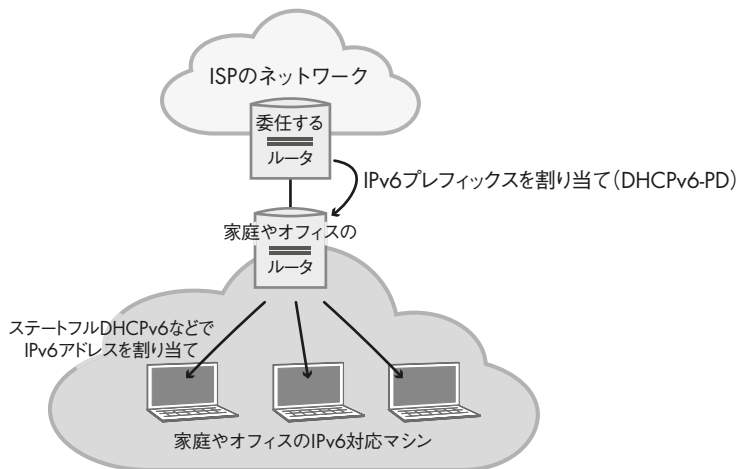 ISPのネットワーク
委任する
ルータ
IPv6プレフィックスを割り当て（DHCPv6-PD）
家庭やオフィスの
ルータ
ステートフルDHCPv6などで
IPv6アドレスを割り当て
家庭やオフィスのIPv6対応マシン